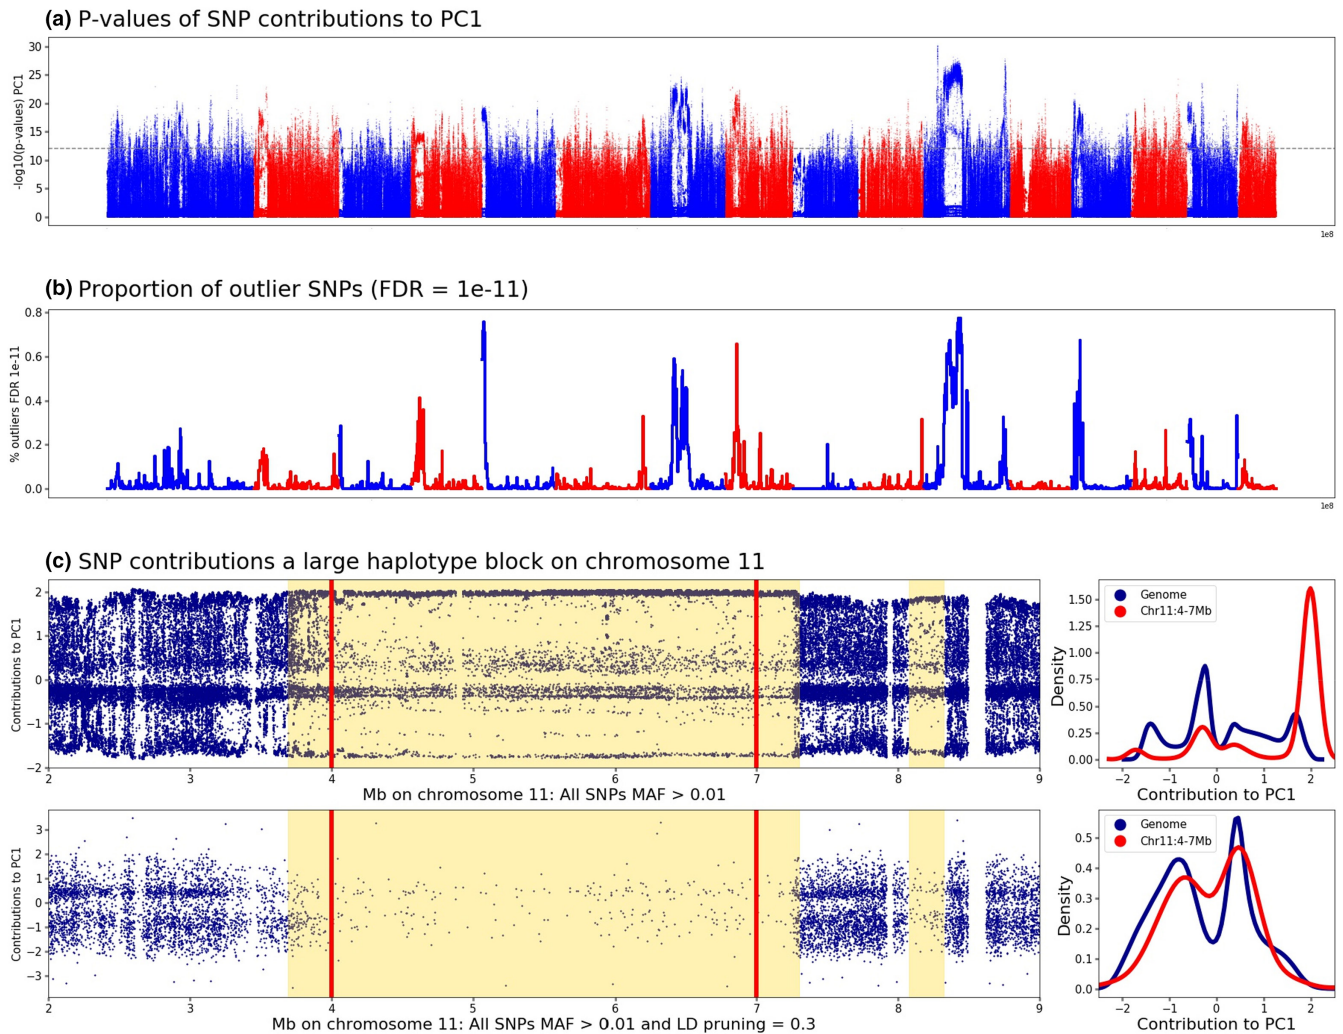 (a) P-values of SNP contributions to PC1
30
25
20
15
10
5
0
-log10(p-values) PC1
1e8
(b) Proportion of outlier SNPs (FDR = 1e-11)
0.8
0.6
0.4
0.2
0.0
% outliers FDR 1e-11
1e8
(c) SNP contributions a large haplotype block on chromosome 11
2
1
0
−1
−2
Contributions to PC1
2 3 4 5 6 7 8 9
Mb on chromosome 11: All SNPs MAF > 0.01
Genome
Chr11:4-7Mb
1.50
1.25
1.00
0.75
0.50
0.25
0.00
Density
−2 −1 0 1 2
Contribution to PC1
3
2
1
0
−1
−2
−3
Contributions to PC1
2 3 4 5 6 7 8 9
Mb on chromosome 11: All SNPs MAF > 0.01 and LD pruning = 0.3
Genome
Chr11:4-7Mb
0.5
0.4
0.3
0.2
0.1
0.0
Density
−2 −1 0 1 2
Contribution to PC1